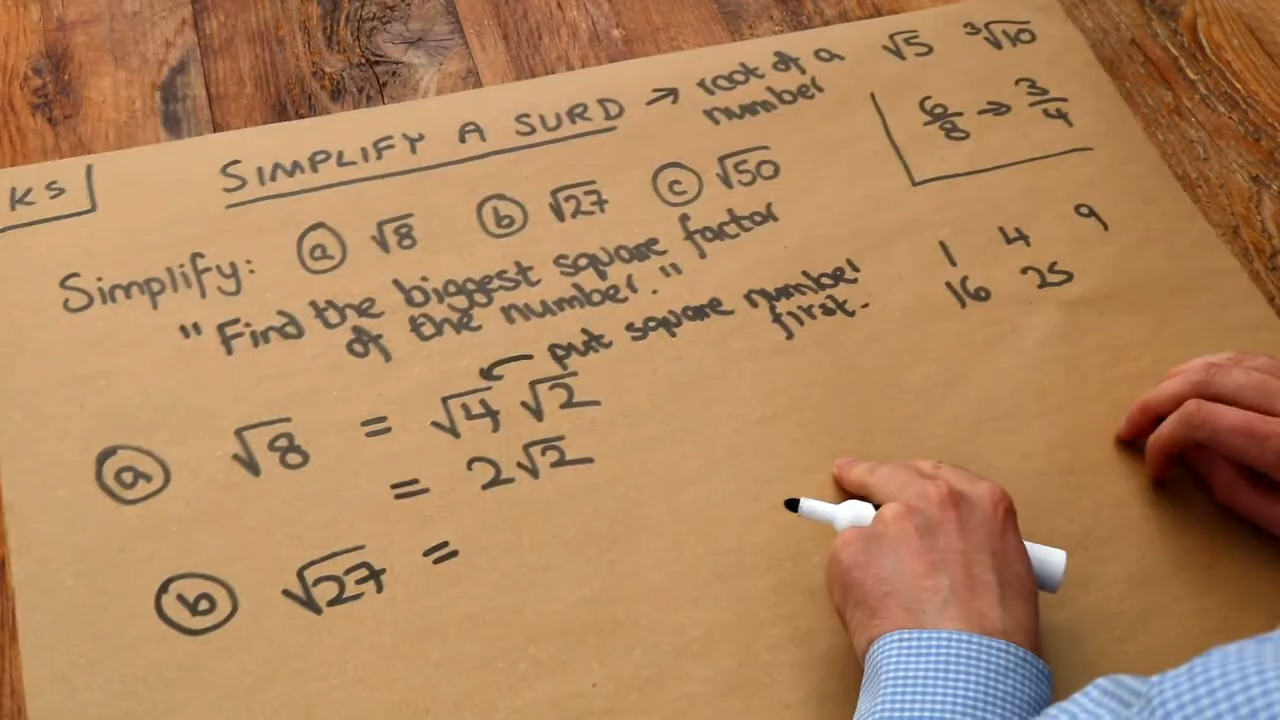 KS
SIMPLIFY A SURD → root of a
number
√5 ³√10
6/8 → 3/4
Simplify: ⓐ √8 ⓑ √27 ⓒ √50
"Find the biggest square factor
of the number."
1 4 9
16 25
put square number
first.
ⓐ √8 = √4 √2
= 2√2
ⓑ √27 =